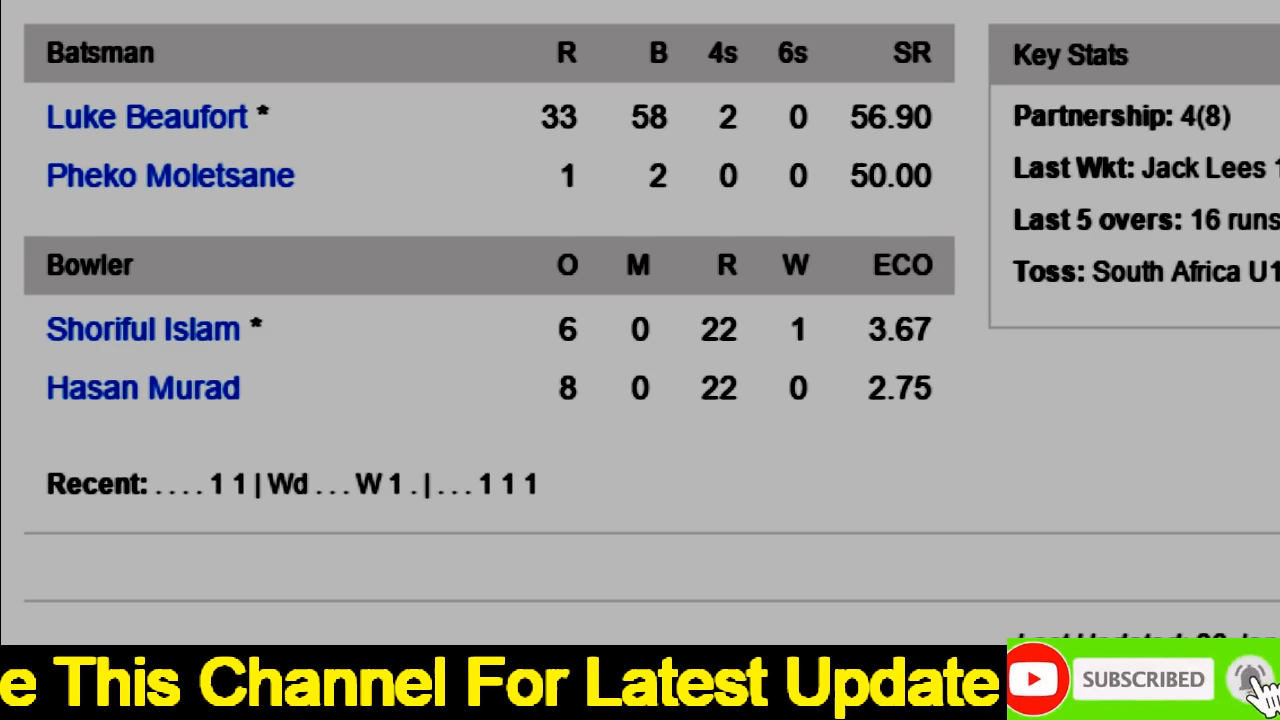 Batsman R B 4s 6s SR
Luke Beaufort * 33 58 2 0 56.90
Pheko Moletsane 1 2 0 0 50.00
Bowler O M R W ECO
Shoriful Islam * 6 0 22 1 3.67
Hasan Murad 8 0 22 0 2.75
Recent: . . . . 1 1 | Wd . . . W 1 . | . . . 1 1 1
Key Stats
Partnership: 4(8)
Last Wkt: Jack Lees 1
Last 5 overs: 16 runs
Toss: South Africa U1
e This Channel For Latest Update
SUBSCRIBED